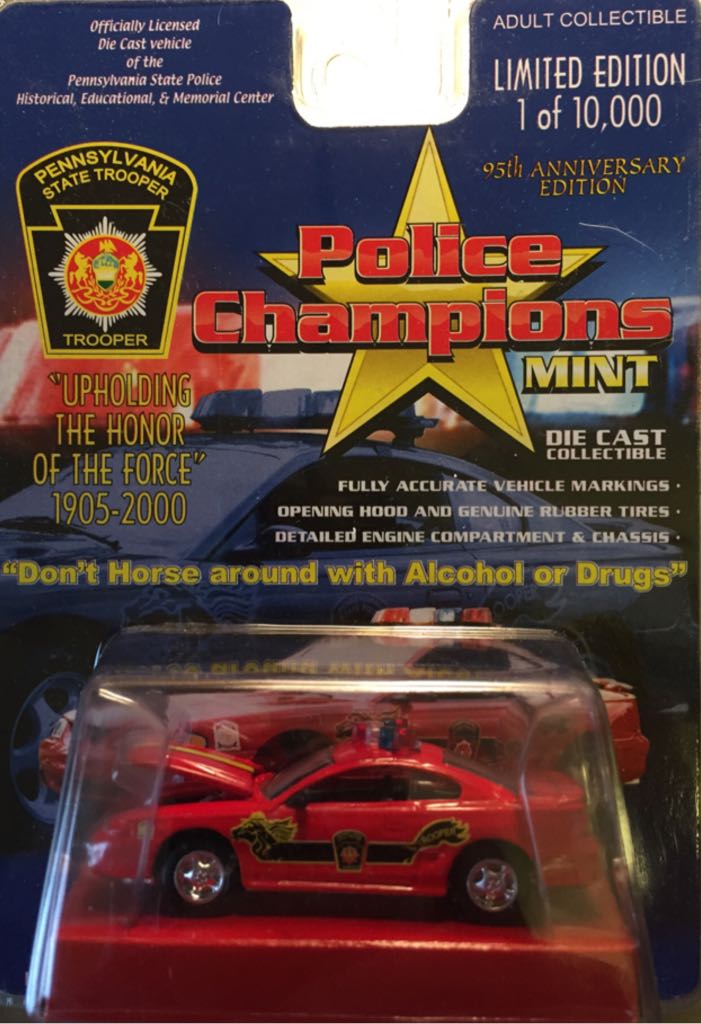 Officially Licensed
Die Cast vehicle
of the
Pennsylvania State Police
Historical, Educational, & Memorial Center
ADULT COLLECTIBLE
LIMITED EDITION
1 of 10,000
95th ANNIVERSARY
EDITION
PENNSYLVANIA
STATE TROOPER
TROOPER
Police
Champions
MINT
"UPHOLDING
THE HONOR
OF THE FORCE"
1905-2000
DIE CAST
COLLECTIBLE
FULLY ACCURATE VEHICLE MARKINGS ·
OPENING HOOD AND GENUINE RUBBER TIRES ·
DETAILED ENGINE COMPARTMENT & CHASSIS ·
"Don't Horse around with Alcohol or Drugs"
TROOPER